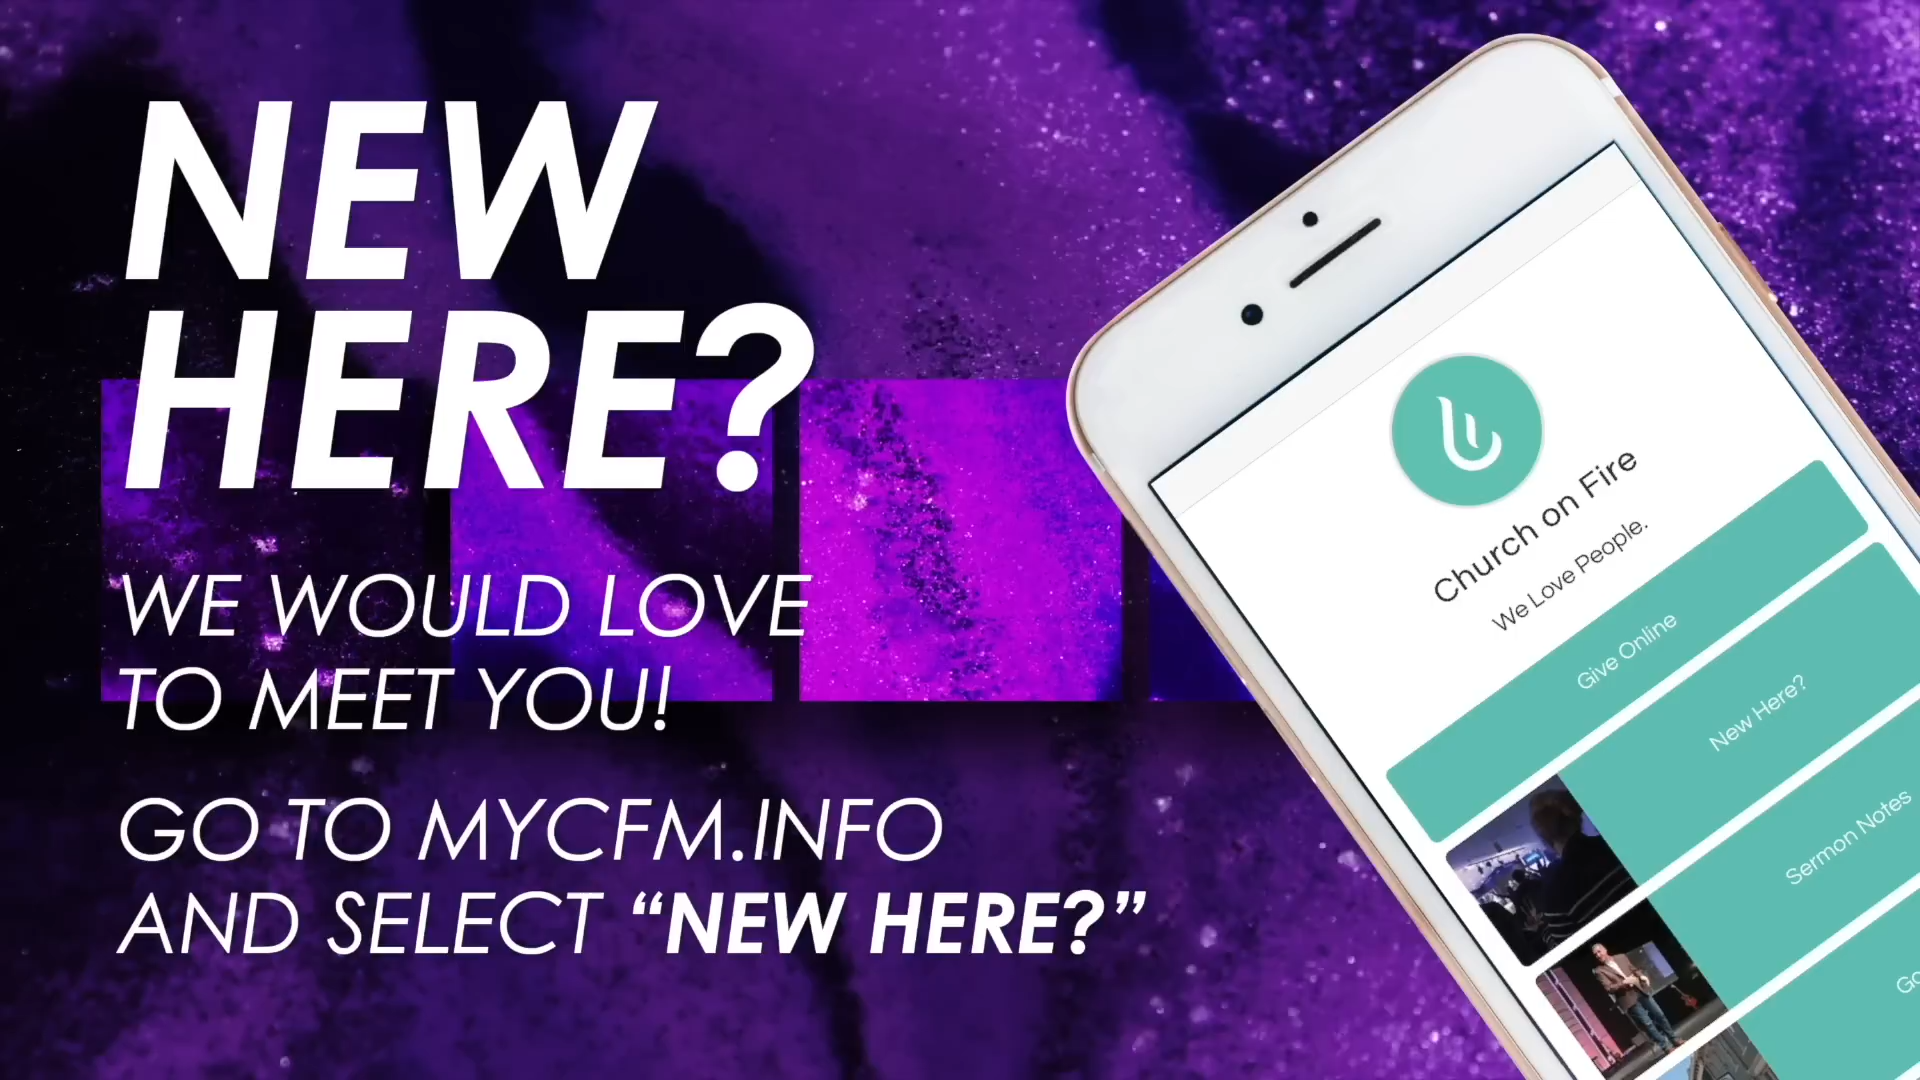 NEW
HERE?
WE WOULD LOVE
TO MEET YOU!
GO TO MYCFM.INFO
AND SELECT “NEW HERE?”
Church on Fire
We Love People.
Give Online
New Here?
Sermon Notes